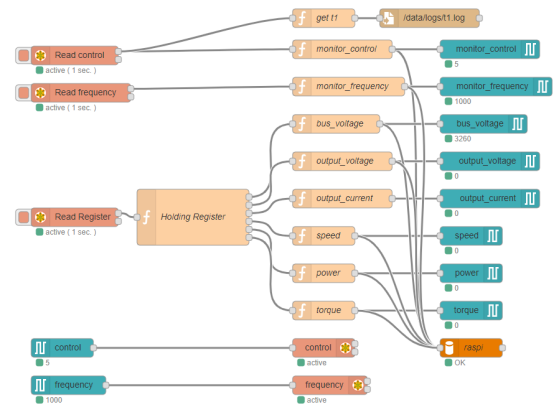 get t1
/data/logs/t1.log
Read control
active ( 1 sec. )
monitor_control
monitor_control
5
Read frequency
active ( 1 sec. )
monitor_frequency
monitor_frequency
1000
bus_voltage
bus_voltage
3260
output_voltage
output_voltage
0
Read Register
active ( 1 sec. )
Holding Register
output_current
output_current
0
speed
speed
0
power
power
0
torque
torque
0
control
5
control
active
raspi
OK
frequency
1000
frequency
active